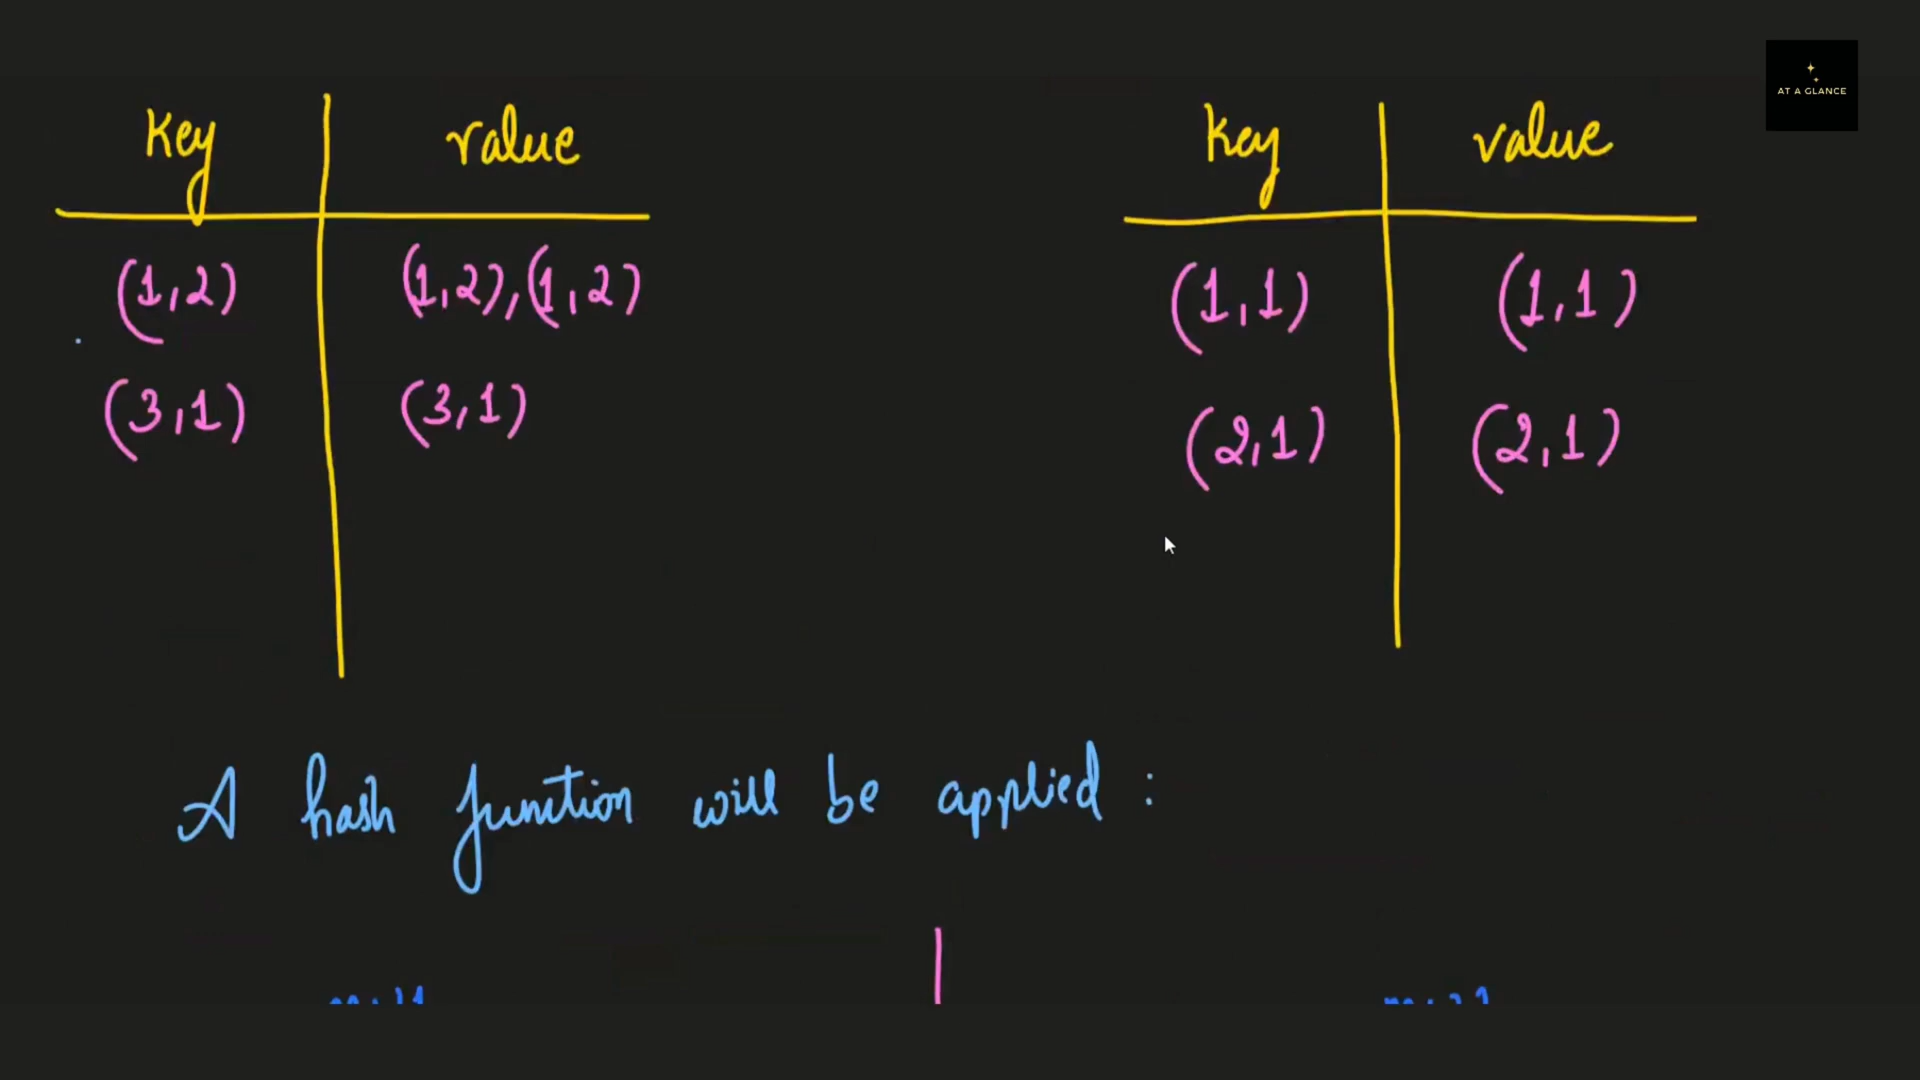 AT A GLANCE
Key value
(1,2) (1,2),(1,2)
(3,1) (3,1)
Key value
(1,1) (1,1)
(2,1) (2,1)
A hash function will be applied :